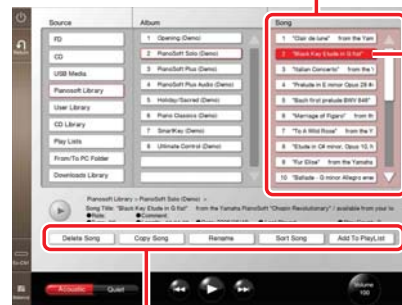 Source
Album
Song
FD
CD
USB Media
Pianosoft Library
User Library
CD Library
Play Lists
From/To PC Folder
Downloads Library
1 Opening (Demo)
2 PianoSoft Solo (Demo)
3 PianoSoft Plus (Demo)
4 PianoSoft Plus Audio (Demo)
5 Holiday/Sacred (Demo)
6 Piano Classics (Demo)
7 SmartKey (Demo)
8 Ultimate Control (Demo)
1 "Clair de lune" from the Yam
2 "Black Key Etude in G flat"
3 "Italian Concerto" from the
4 "Prelude in E minor Opus 28
5 "Bach first prelude BWV 846"
6 "Marriage of Figaro" from th
7 "To A Wild Rose" from the Y
8 "Etude in C# minor, Opus 10,
9 "Fur Elise" from the Yamaha
10 "Ballade - G minor Allegro
Pianosoft Library > PianoSoft Solo (Demo) >
Song Title: "Black Key Etude in G flat" from the Yamaha PianoSoft "Chopin Revolutionary" available from your lo
Comment:
Delete Song
Copy Song
Rename
Sort Song
Add To PlayList
Acoustic
Quiet
Volume
100
Balance